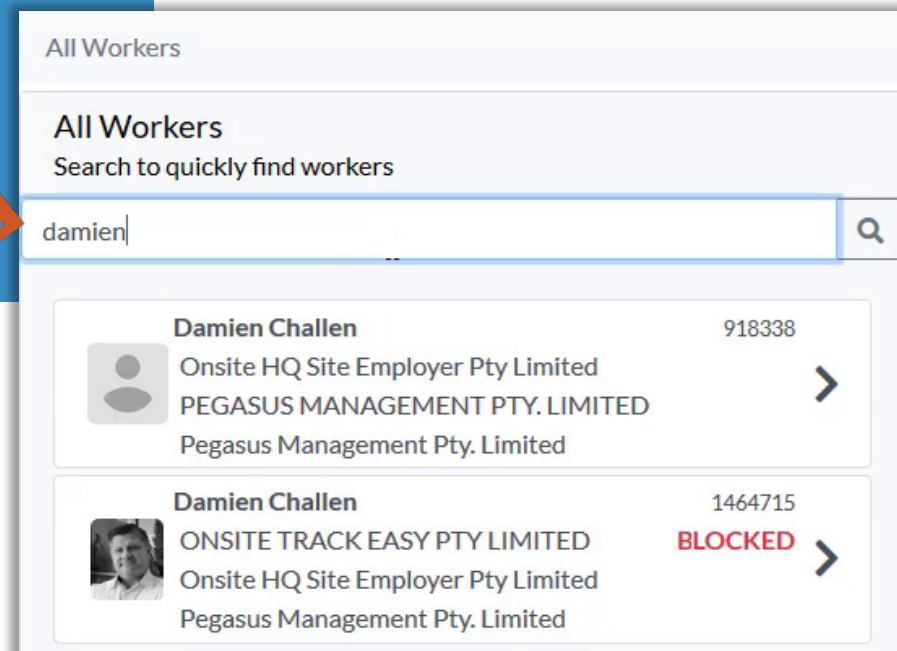 All Workers
All Workers
Search to quickly find workers
damien
Damien Challen 918338
Onsite HQ Site Employer Pty Limited
PEGASUS MANAGEMENT PTY. LIMITED
Pegasus Management Pty. Limited
Damien Challen 1464715
ONSITE TRACK EASY PTY LIMITED BLOCKED
Onsite HQ Site Employer Pty Limited
Pegasus Management Pty. Limited